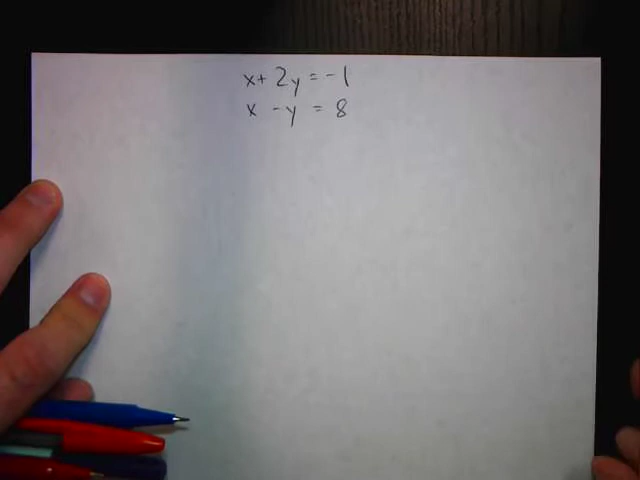 x + 2y = -1
x - y = 8